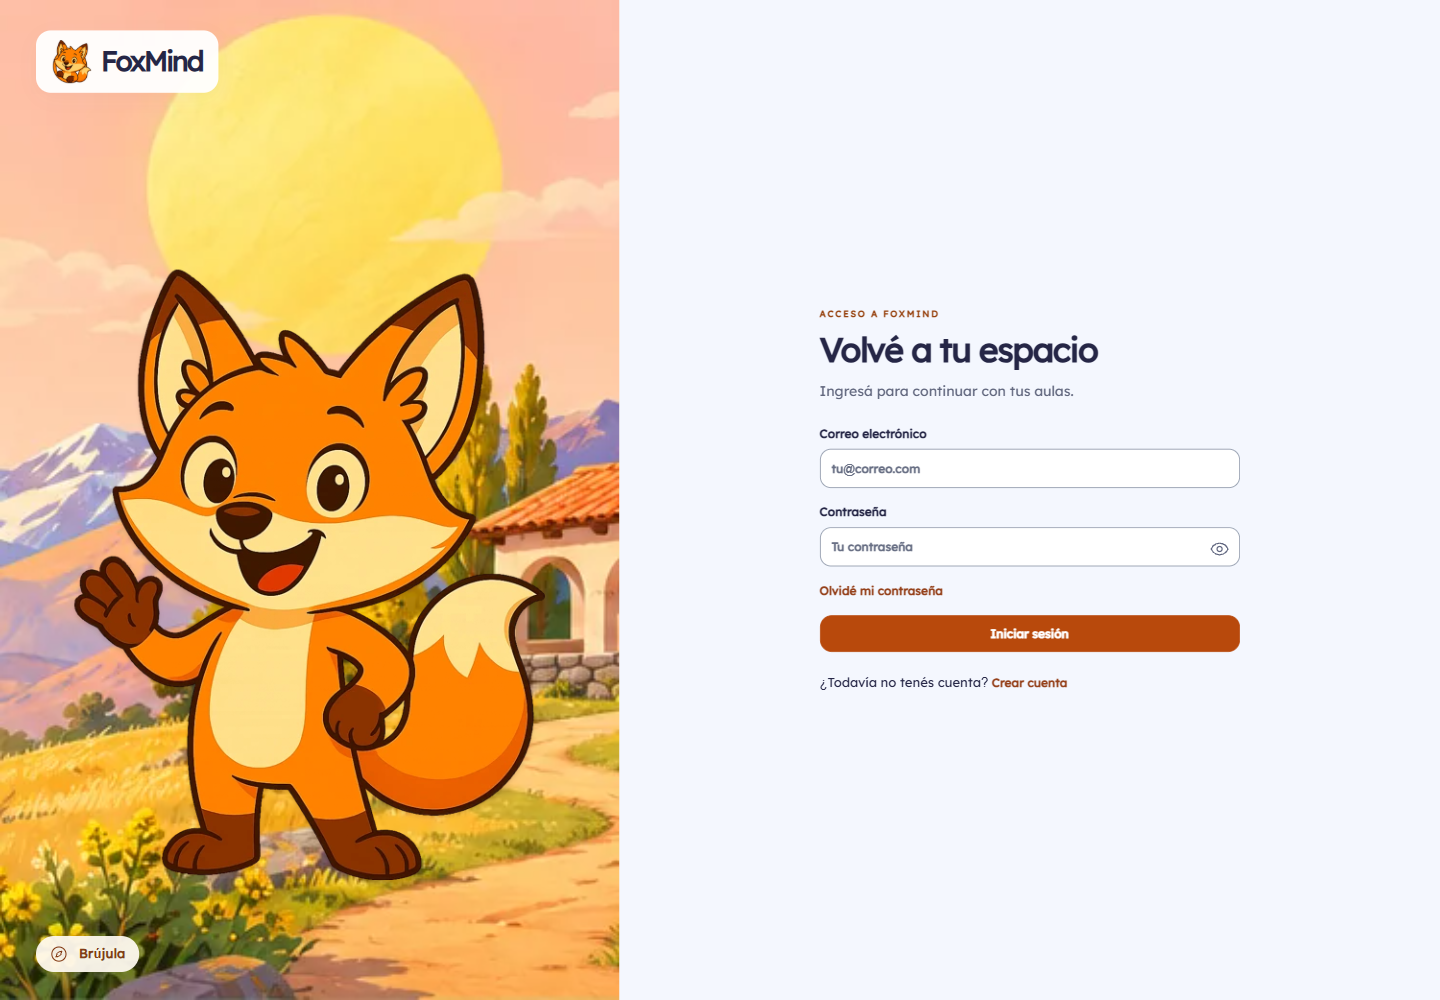 FoxMind
Brújula
ACCESO A FOXMIND
Volvé a tu espacio
Ingresá para continuar con tus aulas.
Correo electrónico
tu@correo.com
Contraseña
Tu contraseña
Olvidé mi contraseña
Iniciar sesión
¿Todavía no tenés cuenta? Crear cuenta